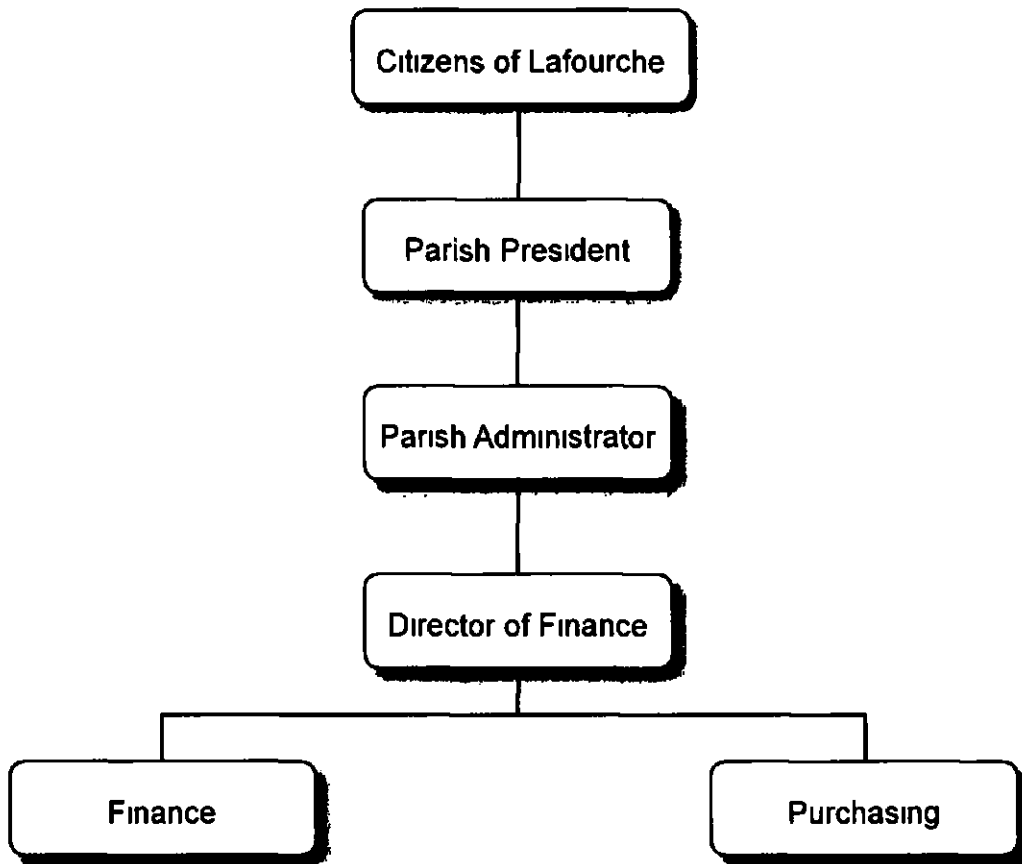 Citizens of Lafourche
Parish President
Parish Administrator
Director of Finance
Finance
Purchasing